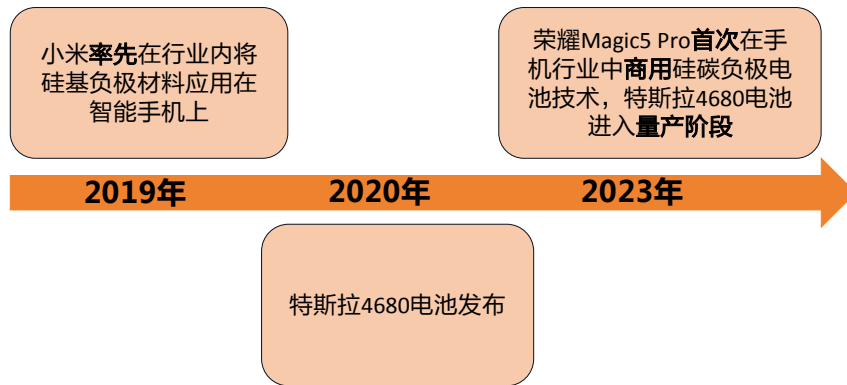 小米率先在行业内将
硅基负极材料应用在
智能手机上
荣耀Magic5 Pro首次在手
机行业中商用硅碳负极电
池技术，特斯拉4680电池
进入量产阶段
2019年
2020年
2023年
特斯拉4680电池发布